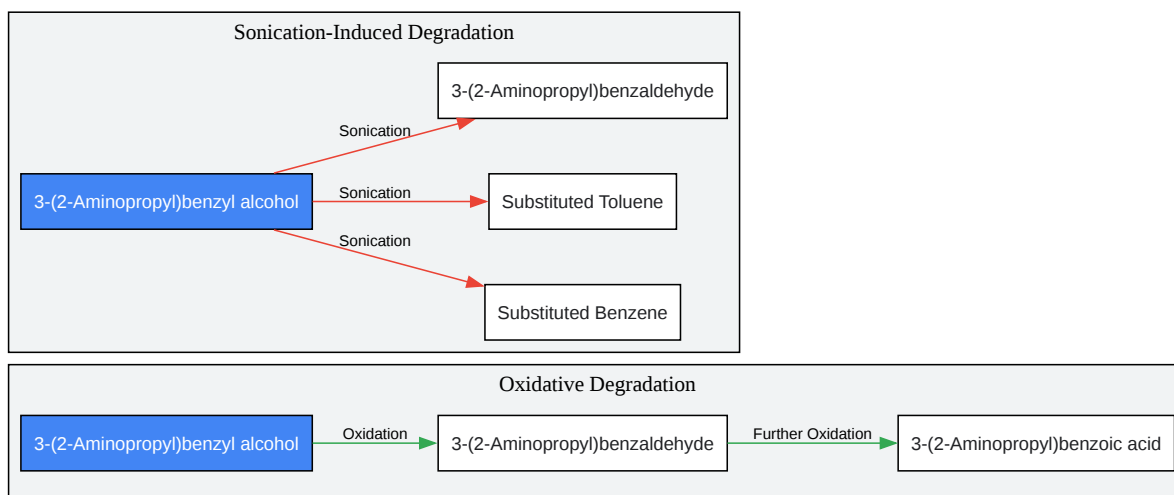 Sonication-Induced Degradation
3-(2-Aminopropyl)benzaldehyde
Sonication
3-(2-Aminopropyl)benzyl alcohol
Sonication
Substituted Toluene
Sonication
Substituted Benzene
Oxidative Degradation
3-(2-Aminopropyl)benzyl alcohol
Oxidation
3-(2-Aminopropyl)benzaldehyde
Further Oxidation
3-(2-Aminopropyl)benzoic acid